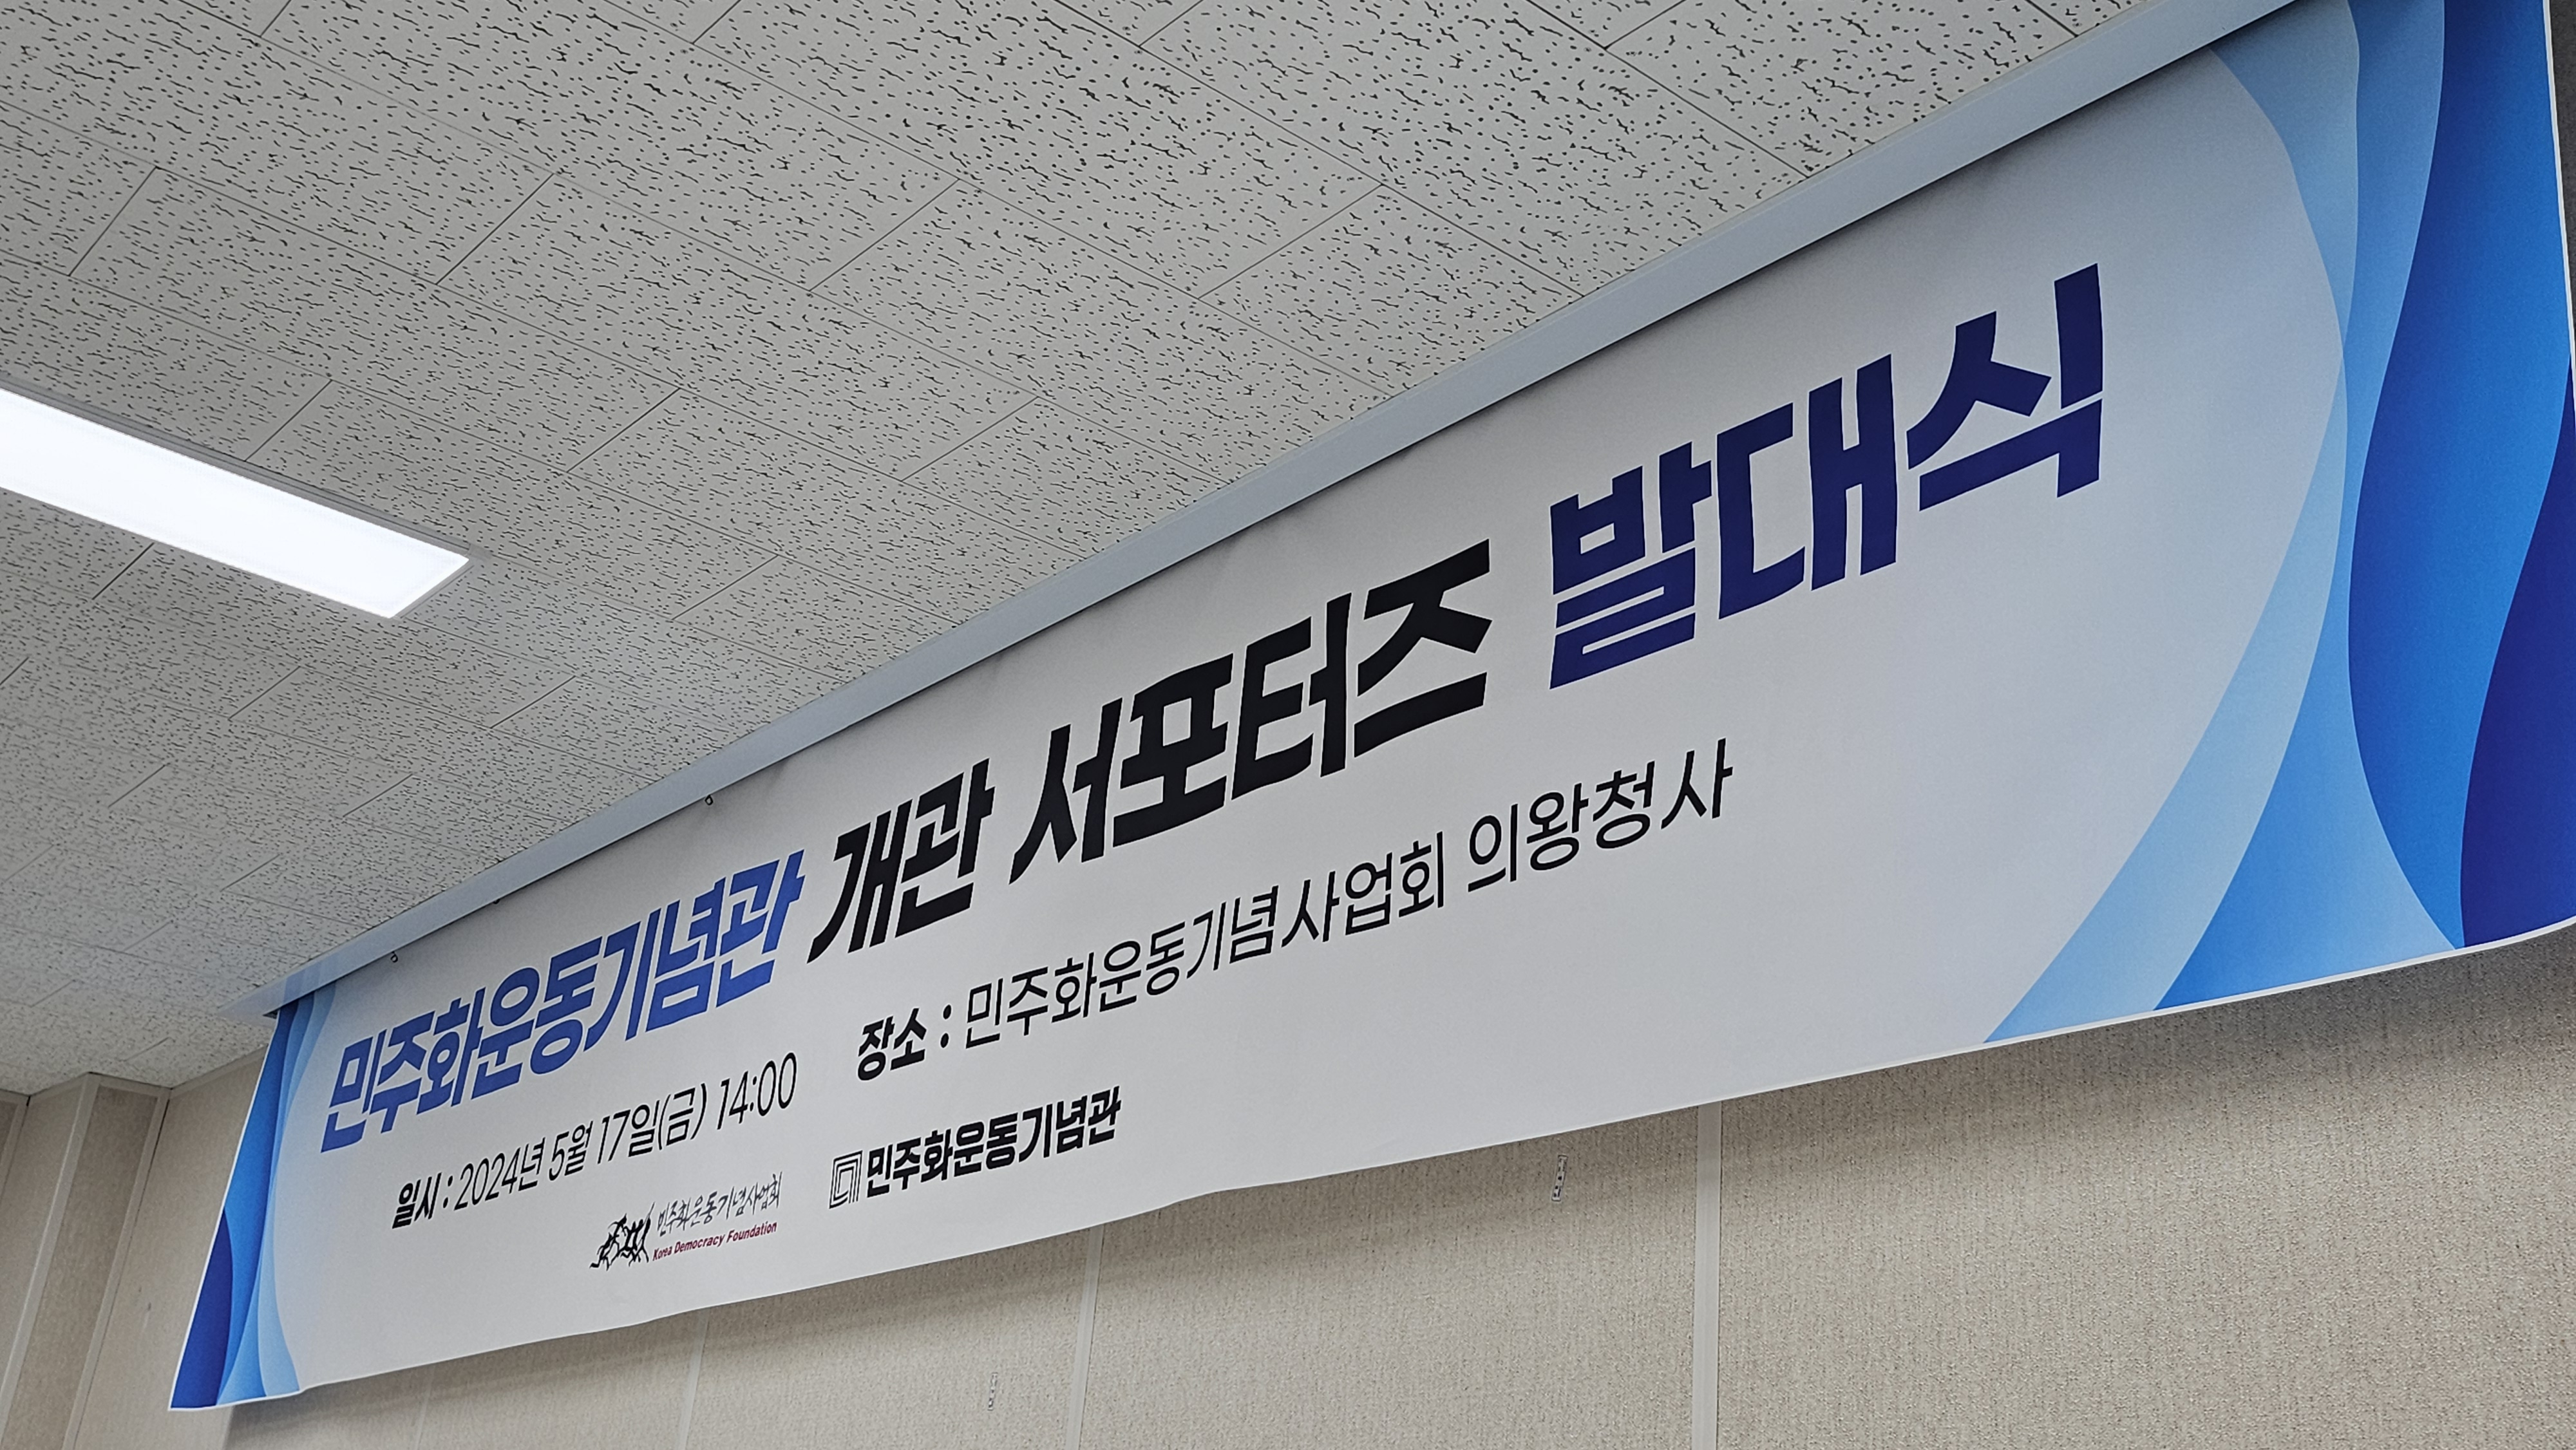 민주화운동기념관 개관 서포터즈 발대식
일시 : 2024년 5월 17일(금) 14:00 장소 : 민주화운동기념사업회 의왕청사
민주화운동기념사업회
Korea Democracy Foundation
민주화운동기념관